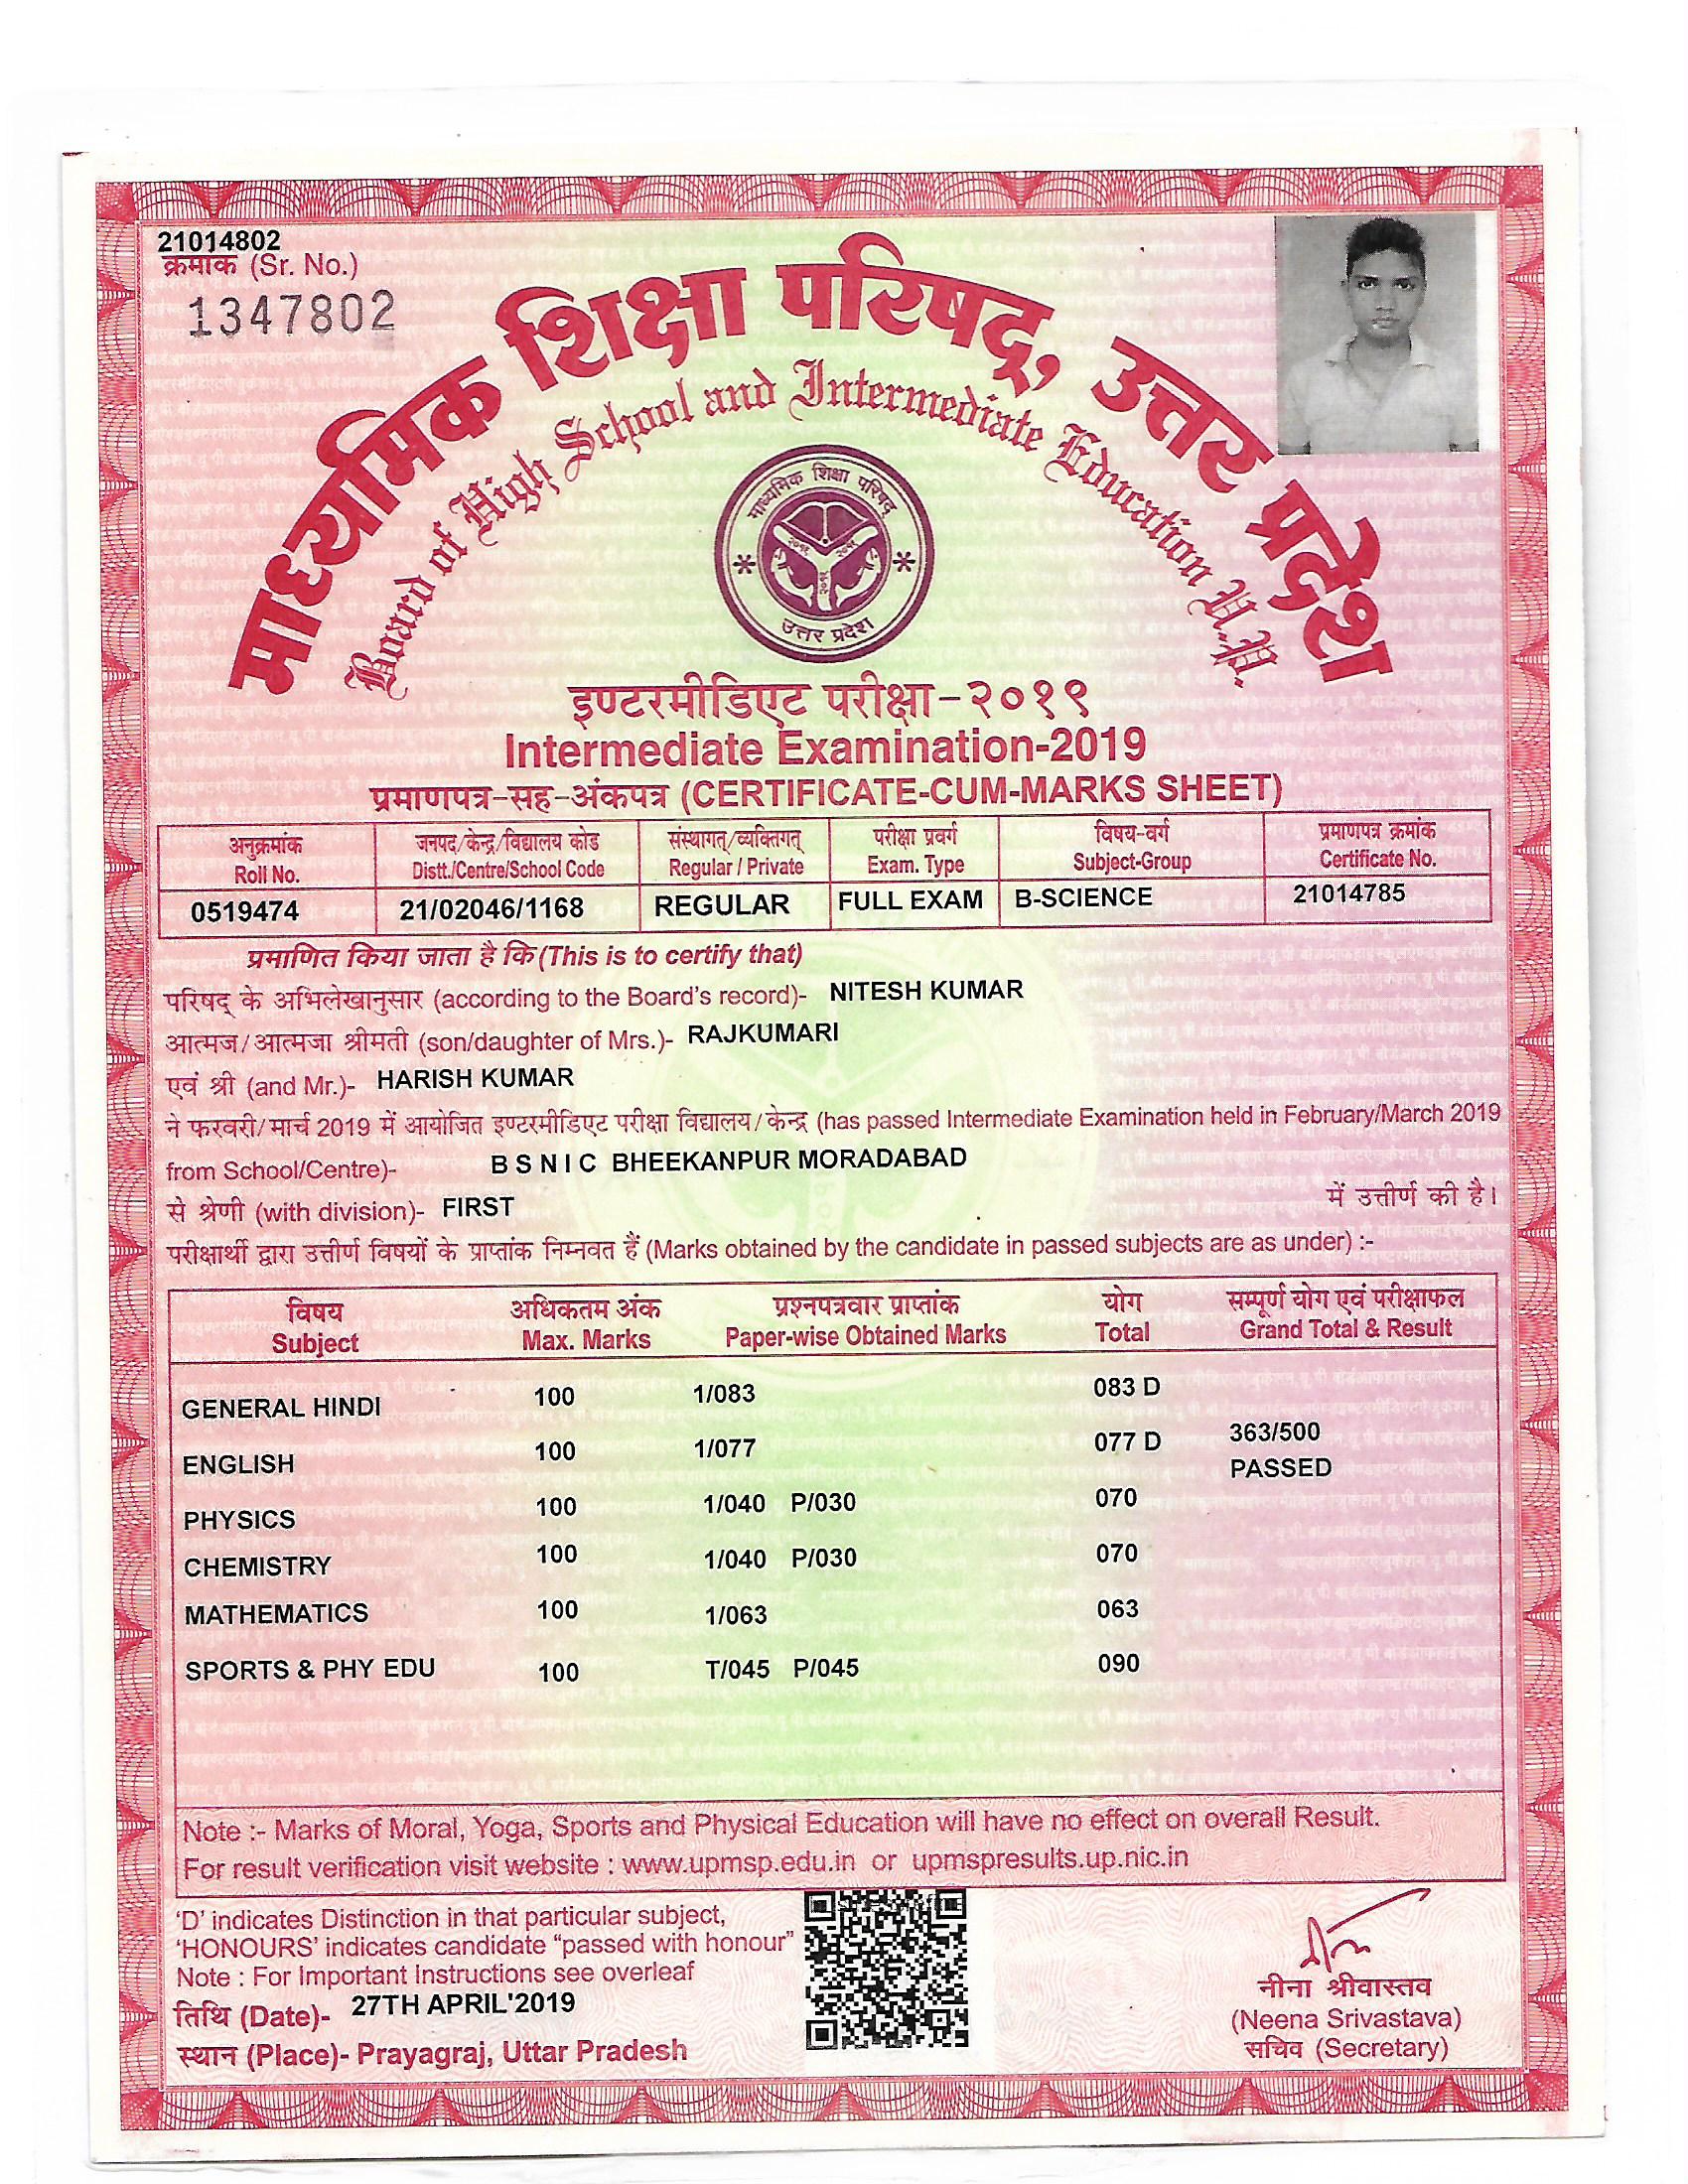 21014802
क्रमांक (Sr. No.)
1347802
माध्यमिक शिक्षा परिषद्, उत्तर प्रदेश
Board of High School and Intermediate Education U.P.
माध्यमिक शिक्षा परिषद्
उत्तर प्रदेश
इण्टरमीडिएट परीक्षा-२०१९
Intermediate Examination-2019
प्रमाणपत्र-सह-अंकपत्र (CERTIFICATE-CUM-MARKS SHEET)
अनुक्रमांक जनपद/केन्द्र/विद्यालय कोड संस्थागत्/व्यक्तिगत् परीक्षा प्रवर्ग विषय-वर्ग प्रमाणपत्र क्रमांक
Roll No. Distt./Centre/School Code Regular / Private Exam. Type Subject-Group Certificate No.
0519474 21/02046/1168 REGULAR FULL EXAM B-SCIENCE 21014785
प्रमाणित किया जाता है कि (This is to certify that)
परिषद् के अभिलेखानुसार (according to the Board's record)- NITESH KUMAR
आत्मज/आत्मजा श्रीमती (son/daughter of Mrs.)- RAJKUMARI
एवं श्री (and Mr.)- HARISH KUMAR
ने फरवरी/मार्च 2019 में आयोजित इण्टरमीडिएट परीक्षा विद्यालय/केन्द्र (has passed Intermediate Examination held in February/March 2019
from School/Centre)- B S N I C BHEEKANPUR MORADABAD
से श्रेणी (with division)- FIRST में उत्तीर्ण की है।
परीक्षार्थी द्वारा उत्तीर्ण विषयों के प्राप्तांक निम्नवत हैं (Marks obtained by the candidate in passed subjects are as under) :-
विषय अधिकतम अंक प्रश्नपत्रवार प्राप्तांक योग सम्पूर्ण योग एवं परीक्षाफल
Subject Max. Marks Paper-wise Obtained Marks Total Grand Total & Result
GENERAL HINDI 100 1/083 083 D
ENGLISH 100 1/077 077 D 363/500
PASSED
PHYSICS 100 1/040 P/030 070
CHEMISTRY 100 1/040 P/030 070
MATHEMATICS 100 1/063 063
SPORTS & PHY EDU 100 T/045 P/045 090
Note :- Marks of Moral, Yoga, Sports and Physical Education will have no effect on overall Result.
For result verification visit website : www.upmsp.edu.in or upmspresults.up.nic.in
'D' indicates Distinction in that particular subject,
'HONOURS' indicates candidate "passed with honour"
Note : For Important Instructions see overleaf
तिथि (Date)- 27TH APRIL'2019
स्थान (Place)- Prayagraj, Uttar Pradesh
नीना श्रीवास्तव
(Neena Srivastava)
सचिव (Secretary)